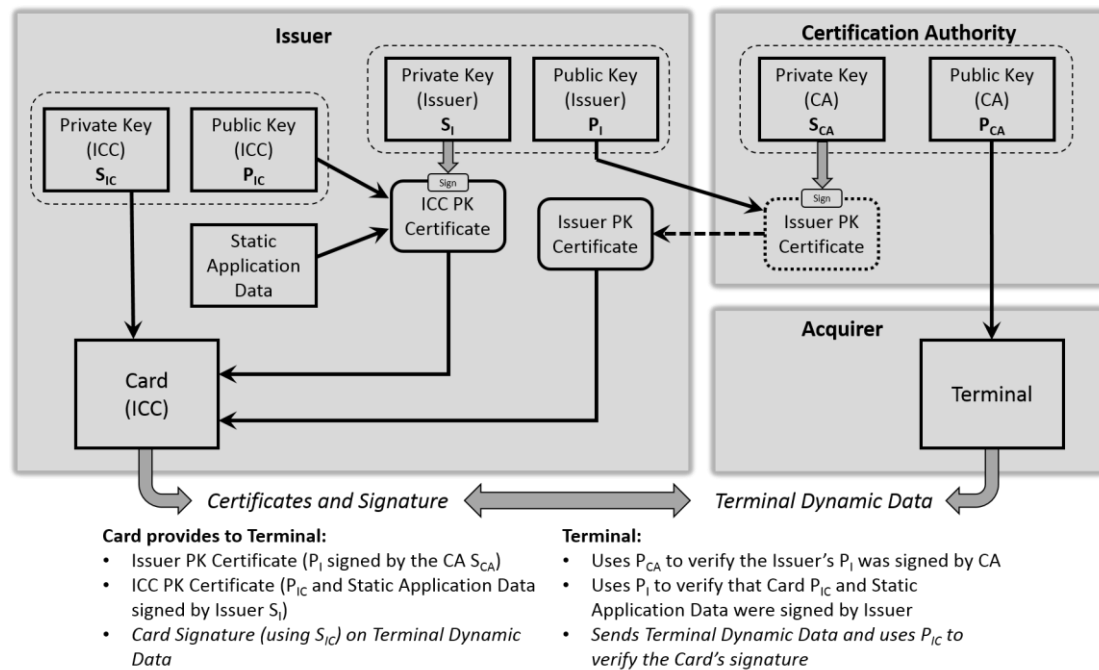 Issuer
Private Key
(ICC)
S_IC
Public Key
(ICC)
P_IC
Private Key
(Issuer)
S_I
Public Key
(Issuer)
P_I
Sign
ICC PK
Certificate
Static
Application
Data
Issuer PK
Certificate
Card
(ICC)
Certification Authority
Private Key
(CA)
S_CA
Public Key
(CA)
P_CA
Sign
Issuer PK
Certificate
Acquirer
Terminal
Certificates and Signature
Terminal Dynamic Data
Card provides to Terminal:
• Issuer PK Certificate (P_I signed by the CA S_CA)
• ICC PK Certificate (P_IC and Static Application Data
signed by Issuer S_I)
• Card Signature (using S_IC) on Terminal Dynamic
Data
Terminal:
• Uses P_CA to verify the Issuer's P_I was signed by CA
• Uses P_I to verify that Card P_IC and Static
Application Data were signed by Issuer
• Sends Terminal Dynamic Data and uses P_IC to
verify the Card's signature